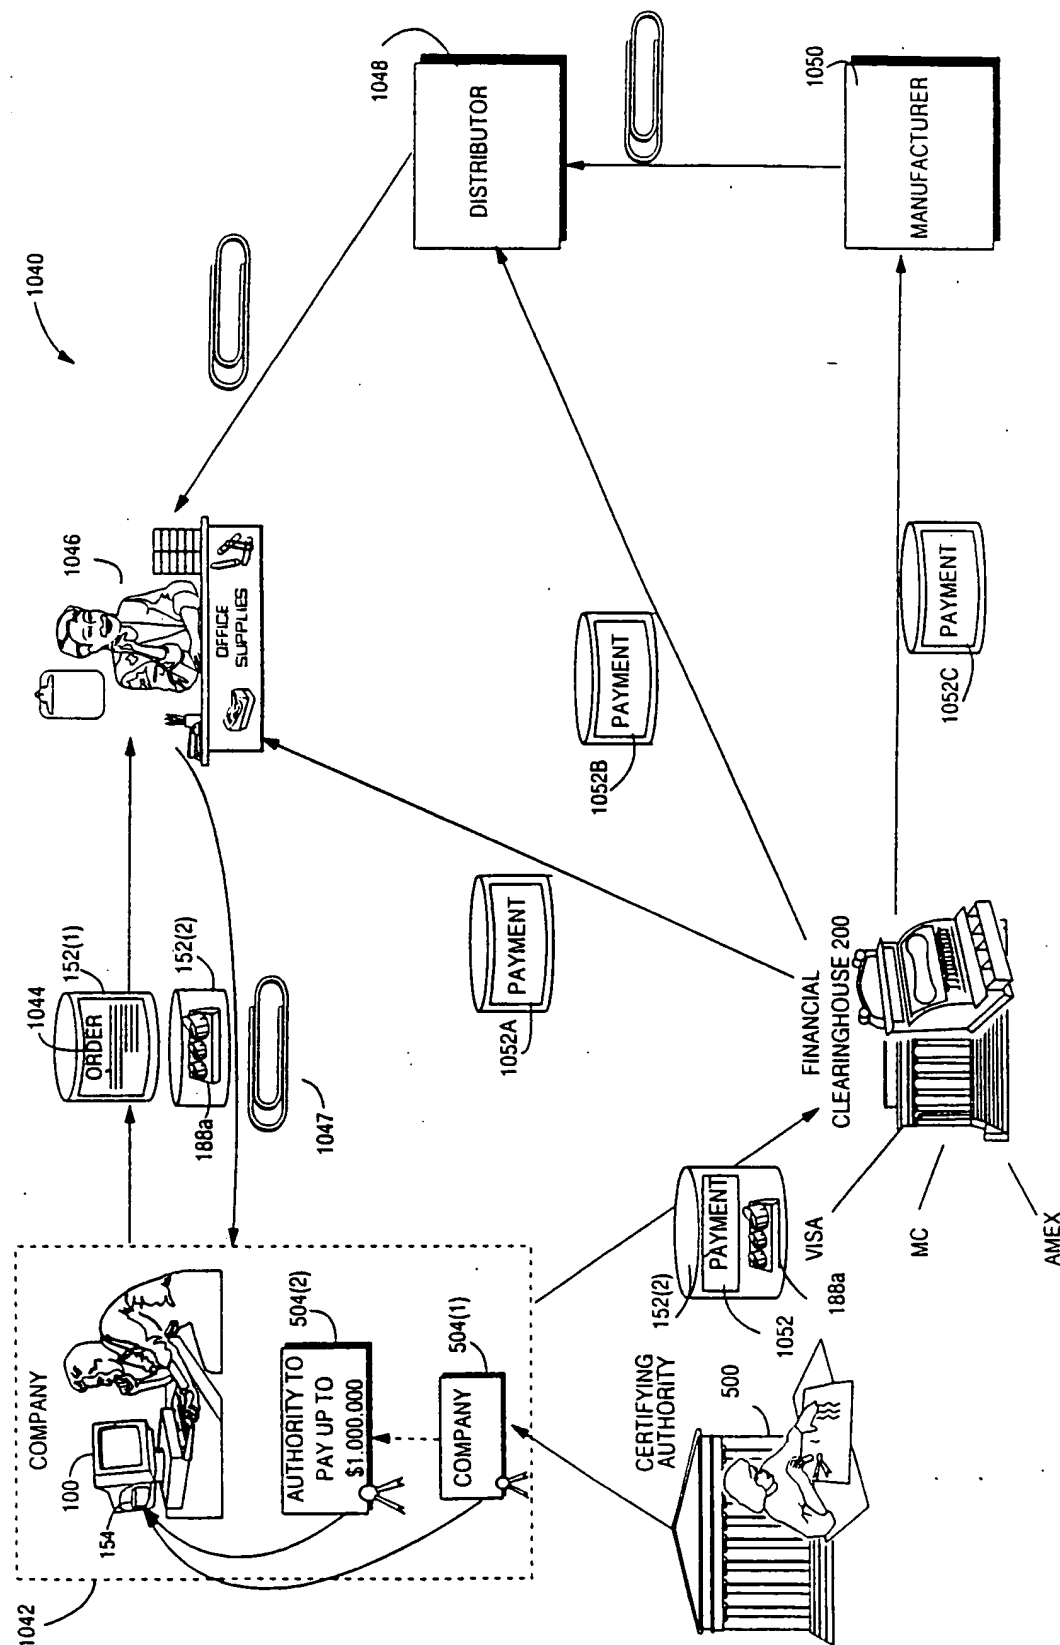 1040
1042
COMPANY
100
154
AUTHORITY TO
PAY UP TO
$1.000.000
504(2)
COMPANY
504(1)
1044
ORDER
152(1)
152(2)
188a
1047
1046
OFFICE
SUPPLIES
1048
DISTRIBUTOR
1050
MANUFACTURER
CERTIFYING
AUTHORITY
500
152(2)
PAYMENT
1052
188a
VISA
MC
AMEX
FINANCIAL
CLEARINGHOUSE 200
PAYMENT
1052A
PAYMENT
1052B
PAYMENT
1052C